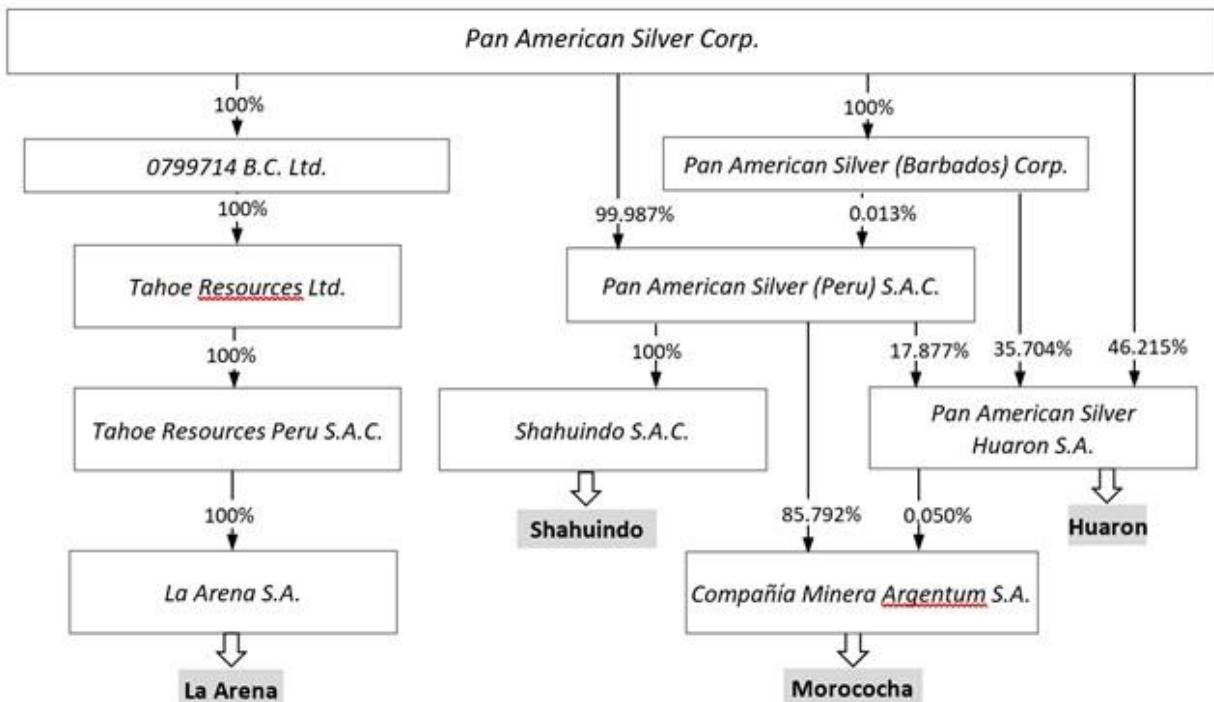 Pan American Silver Corp.
100%
100%
0799714 B.C. Ltd.
Pan American Silver (Barbados) Corp.
100%
99.987%
0.013%
Tahoe Resources Ltd.
Pan American Silver (Peru) S.A.C.
100%
100%
17.877%
35.704%
46.215%
Tahoe Resources Peru S.A.C.
Shahuindo S.A.C.
Pan American Silver
Huaron S.A.
100%
85.792%
0.050%
Shahuindo
Huaron
La Arena S.A.
Compañía Minera Argentum S.A.
La Arena
Morococha